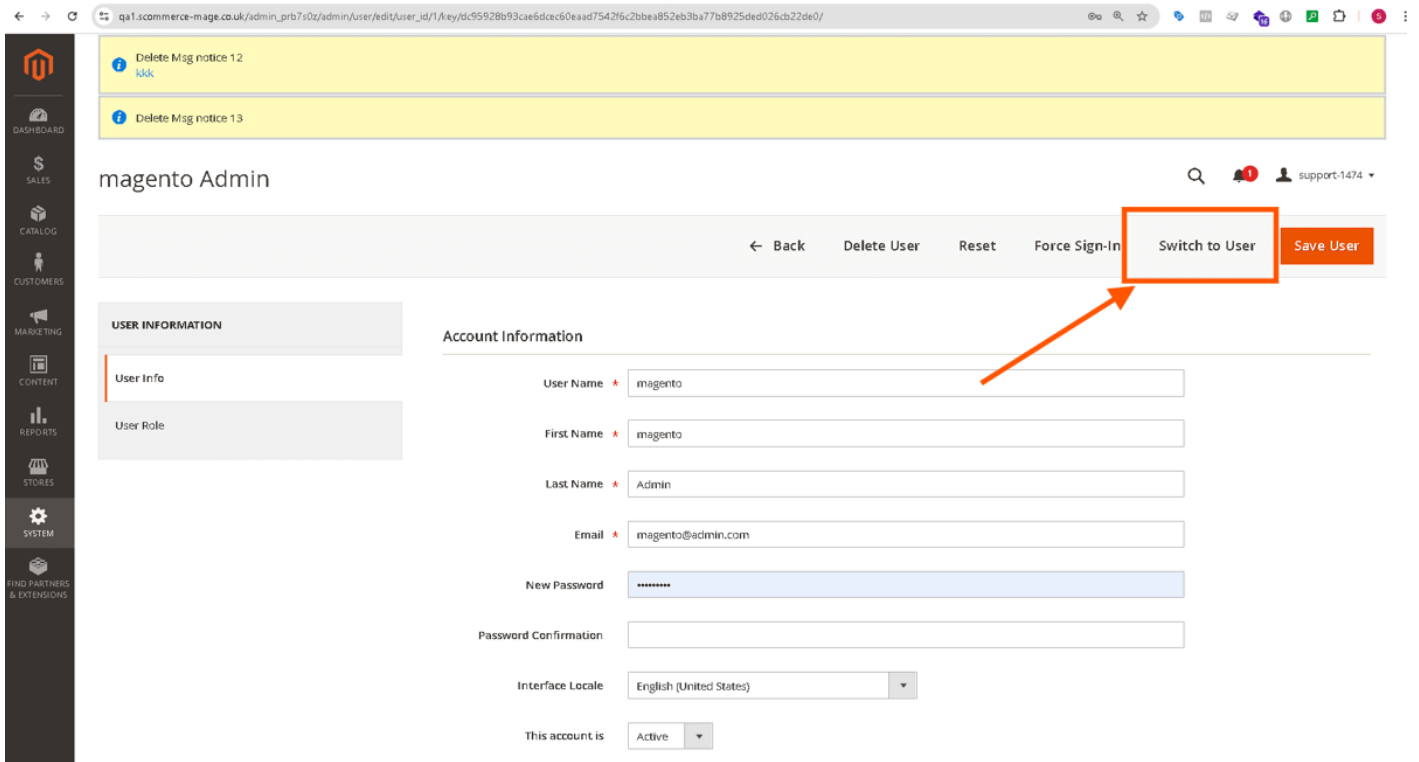 qa1.scommerce-mage.co.uk/admin_prb7s0z/admin/user/edit/user_id/1/key/dc95928b93cae6dcec60eaad7542f6c2bbea852eb3ba77b8925ded026cb22de0/
16
S
Delete Msg notice 12
kkk
Delete Msg notice 13
DASHBOARD
SALES
CATALOG
CUSTOMERS
MARKETING
CONTENT
REPORTS
STORES
SYSTEM
FIND PARTNERS
& EXTENSIONS
magento Admin
1
support-1474
← Back
Delete User
Reset
Force Sign-In
Switch to User
Save User
USER INFORMATION
User Info
User Role
Account Information
User Name * magento
First Name * magento
Last Name * Admin
Email * magento@admin.com
New Password •••••••••
Password Confirmation
Interface Locale English (United States)
This account is Active